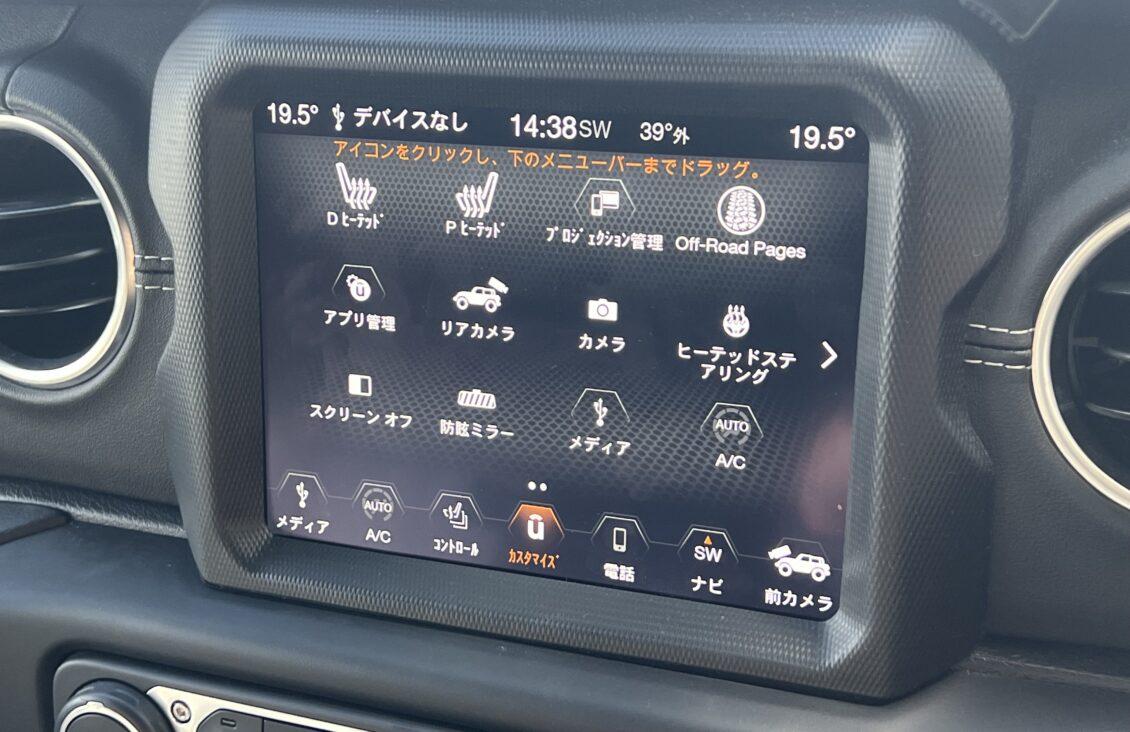 19.5° デバイスなし 14:38SW 39°外 19.5°
アイコンをクリックし、下のメニューバーまでドラッグ。
Dﾋｰﾃｯﾄﾞ Pﾋｰﾃｯﾄﾞ ﾌﾟﾛｼﾞｪｸｼｮﾝ管理 Off-Road Pages
アプリ管理 リアカメラ カメラ ヒーテッドステ
アリング
AUTO
スクリーン オフ 防眩ミラー メディア A/C
AUTO SW
メディア A/C ｺﾝﾄﾛｰﾙ ｶｽﾀﾏｲｽﾞ 電話 ナビ 前カメラ